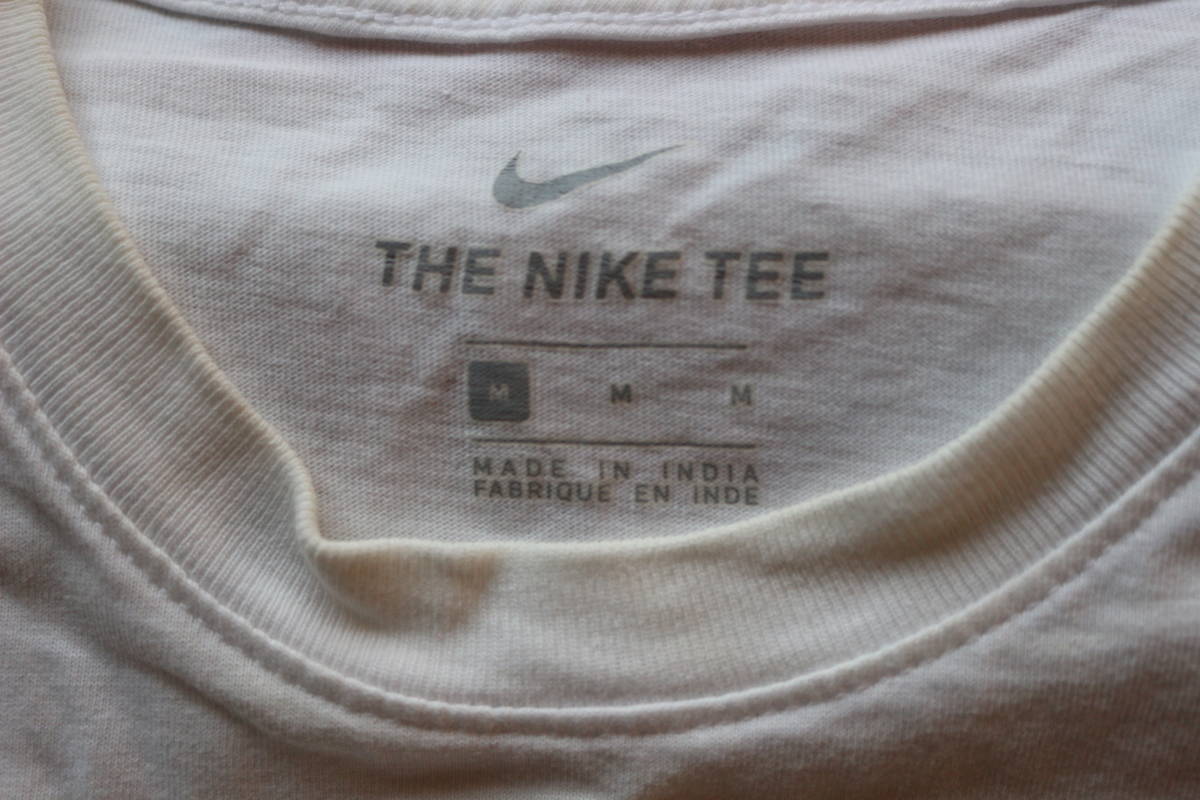 THE NIKE TEE
M M M
MADE IN INDIA
FABRIQUE EN INDE